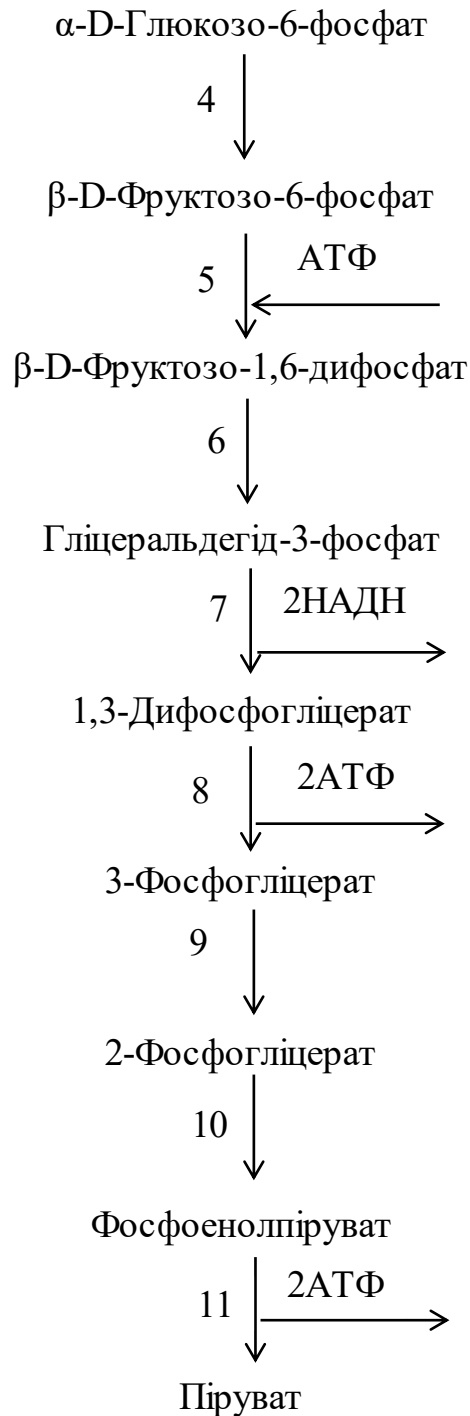 α-D-Глюкозо-6-фосфат
4
β-D-Фруктозо-6-фосфат
5 АТФ
β-D-Фруктозо-1,6-дифосфат
6
Гліцеральдегід-3-фосфат
7 2НАДН
1,3-Дифосфогліцерат
8 2АТФ
3-Фосфогліцерат
9
2-Фосфогліцерат
10
Фосфоенолпіруват
11 2АТФ
Піруват